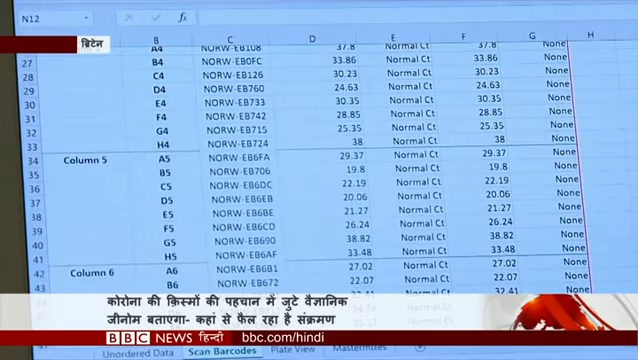 N12
fx
B C D E F G H
ब्रिटेन
A4 NORW-EB108 37.8 Normal Ct 37.8 None
27 B4 NORW-EB0FC 33.86 Normal Ct 33.86 None
28 C4 NORW-EB126 30.23 Normal Ct 30.23 None
29 D4 NORW-EB760 24.63 Normal Ct 24.63 None
30 E4 NORW-EB733 30.35 Normal Ct 30.35 None
31 F4 NORW-EB742 28.85 Normal Ct 28.85 None
32 G4 NORW-EB715 25.35 Normal Ct 25.35 None
33 H4 NORW-EB724 38 Normal Ct 38 None
34 Column 5 A5 NORW-EB6FA 29.37 Normal Ct 29.37 None
35 B5 NORW-EB706 19.8 Normal Ct 19.8 None
36 C5 NORW-EB6DC 22.19 Normal Ct 22.19 None
37 D5 NORW-EB6EB 20.06 Normal Ct 20.06 None
38 E5 NORW-EB6BE 21.27 Normal Ct 21.27 None
39 F5 NORW-EB6CD 26.24 Normal Ct 26.24 None
40 G5 NORW-EB690 38.82 Normal Ct 38.82 None
41 H5 NORW-EB6AF 33.48 Normal Ct 33.48 None
42 Column 6 A6 NORW-EB6B1 27.02 Normal Ct 27.02 None
43 B6 NORW-EB672 22.07 Normal Ct 22.07 None
32.41 None
कोरोना की क़िस्मों की पहचान में जुटे वैज्ञानिक
जीनोम बताएगा- कहां से फैल रहा है संक्रमण
BBC NEWS हिन्दी bbc.com/hindi
Unordered Data Scan Barcodes Plate View Mastermixes